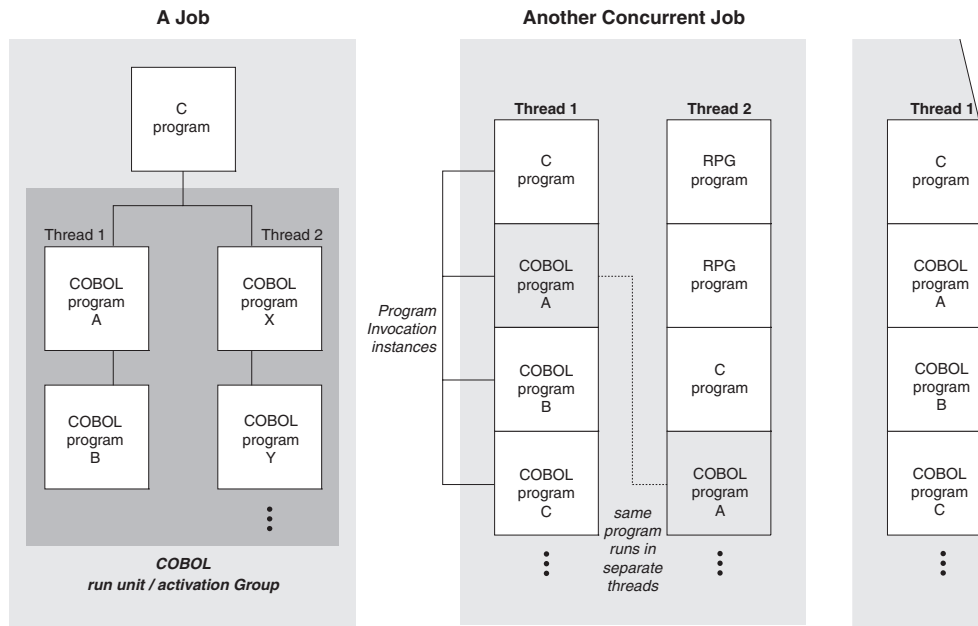 A Job
C
program
Thread 1
Thread 2
COBOL
program
A
COBOL
program
X
COBOL
program
B
COBOL
program
Y
COBOL
run unit / activation Group
Another Concurrent Job
Thread 1
Thread 2
C
program
RPG
program
COBOL
program
A
RPG
program
Program
Invocation
instances
COBOL
program
B
C
program
COBOL
program
C
COBOL
program
A
same
program
runs in
separate
threads
Thread 1
C
program
COBOL
program
A
COBOL
program
B
COBOL
program
C